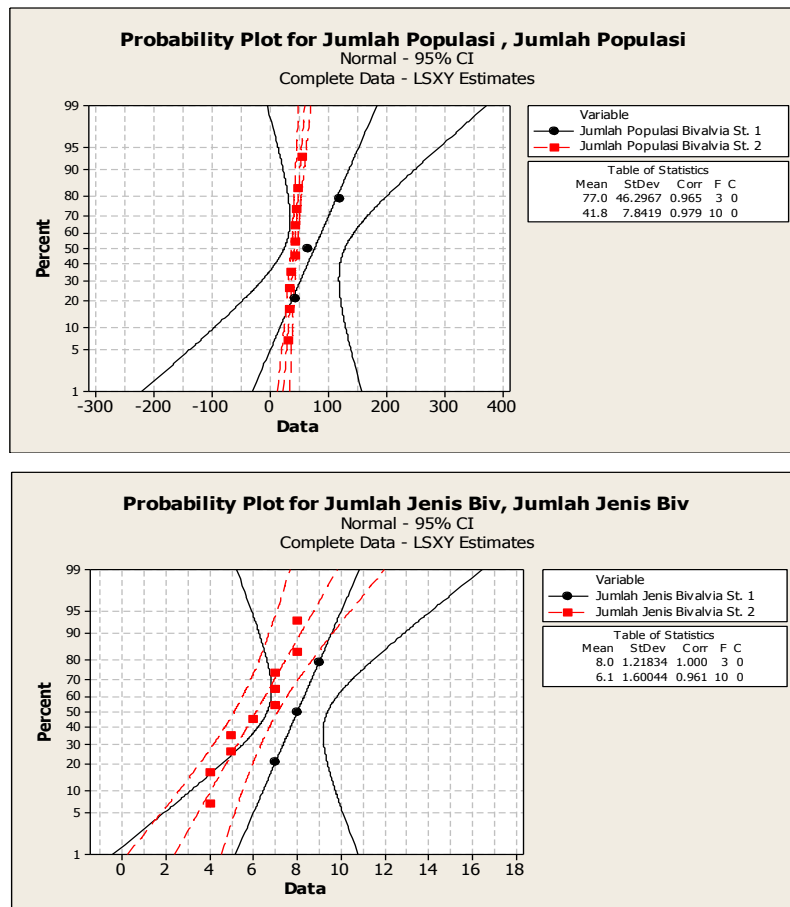 Probability Plot for Jumlah Populasi , Jumlah Populasi
Normal - 95% CI
Complete Data - LSXY Estimates
99
95
90
80
70
60
50
40
30
20
10
5
1
Percent
-300 -200 -100 0 100 200 300 400
Data
Variable
Jumlah Populasi Bivalvia St. 1
Jumlah Populasi Bivalvia St. 2
Table of Statistics
Mean StDev Corr F C
77.0 46.2967 0.965 3 0
41.8 7.8419 0.979 10 0
Probability Plot for Jumlah Jenis Biv, Jumlah Jenis Biv
Normal - 95% CI
Complete Data - LSXY Estimates
99
95
90
80
70
60
50
40
30
20
10
5
1
Percent
0 2 4 6 8 10 12 14 16 18
Data
Variable
Jumlah Jenis Bivalvia St. 1
Jumlah Jenis Bivalvia St. 2
Table of Statistics
Mean StDev Corr F C
8.0 1.21834 1.000 3 0
6.1 1.60044 0.961 10 0